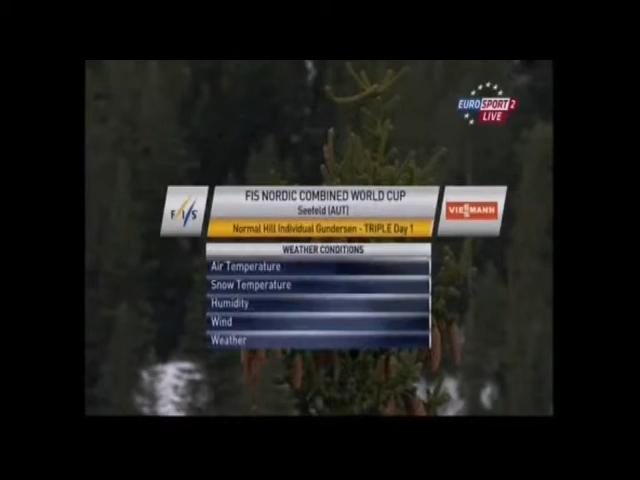 EUROSPORT 2
LIVE
FIS NORDIC COMBINED WORLD CUP
Seefeld (AUT)
FIS
VIESMANN
Normal Hill Individual Gundersen - TRIPLE Day 1
WEATHER CONDITIONS
Air Temperature
Snow Temperature
Humidity
Wind
Weather